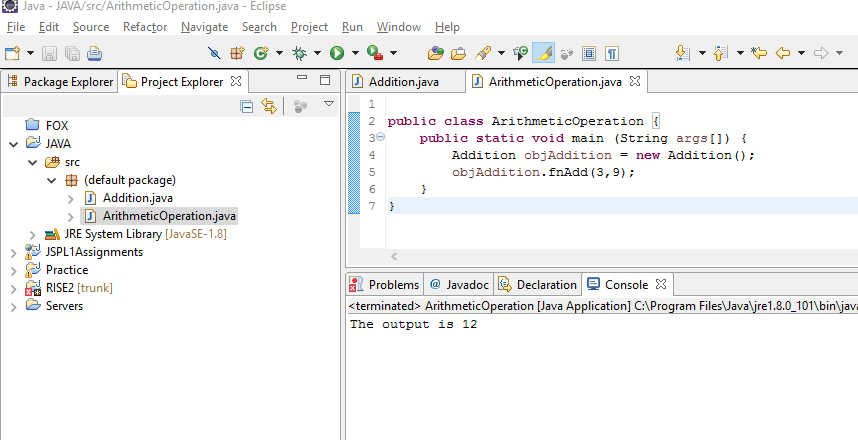 Java - JAVA/src/ArithmeticOperation.java - Eclipse
File Edit Source Refactor Navigate Search Project Run Window Help
Package Explorer Project Explorer
FOX
JAVA
src
(default package)
Addition.java
ArithmeticOperation.java
JRE System Library [JavaSE-1.8]
JSPL1Assignments
Practice
RISE2 [trunk]
Servers
Addition.java ArithmeticOperation.java
1
2 public class ArithmeticOperation {
3 public static void main (String args[]) {
4 Addition objAddition = new Addition();
5 objAddition.fnAdd(3,9);
6 }
7 }
Problems @ Javadoc Declaration Console
<terminated> ArithmeticOperation [Java Application] C:\Program Files\Java\jre1.8.0_101\bin\java
The output is 12